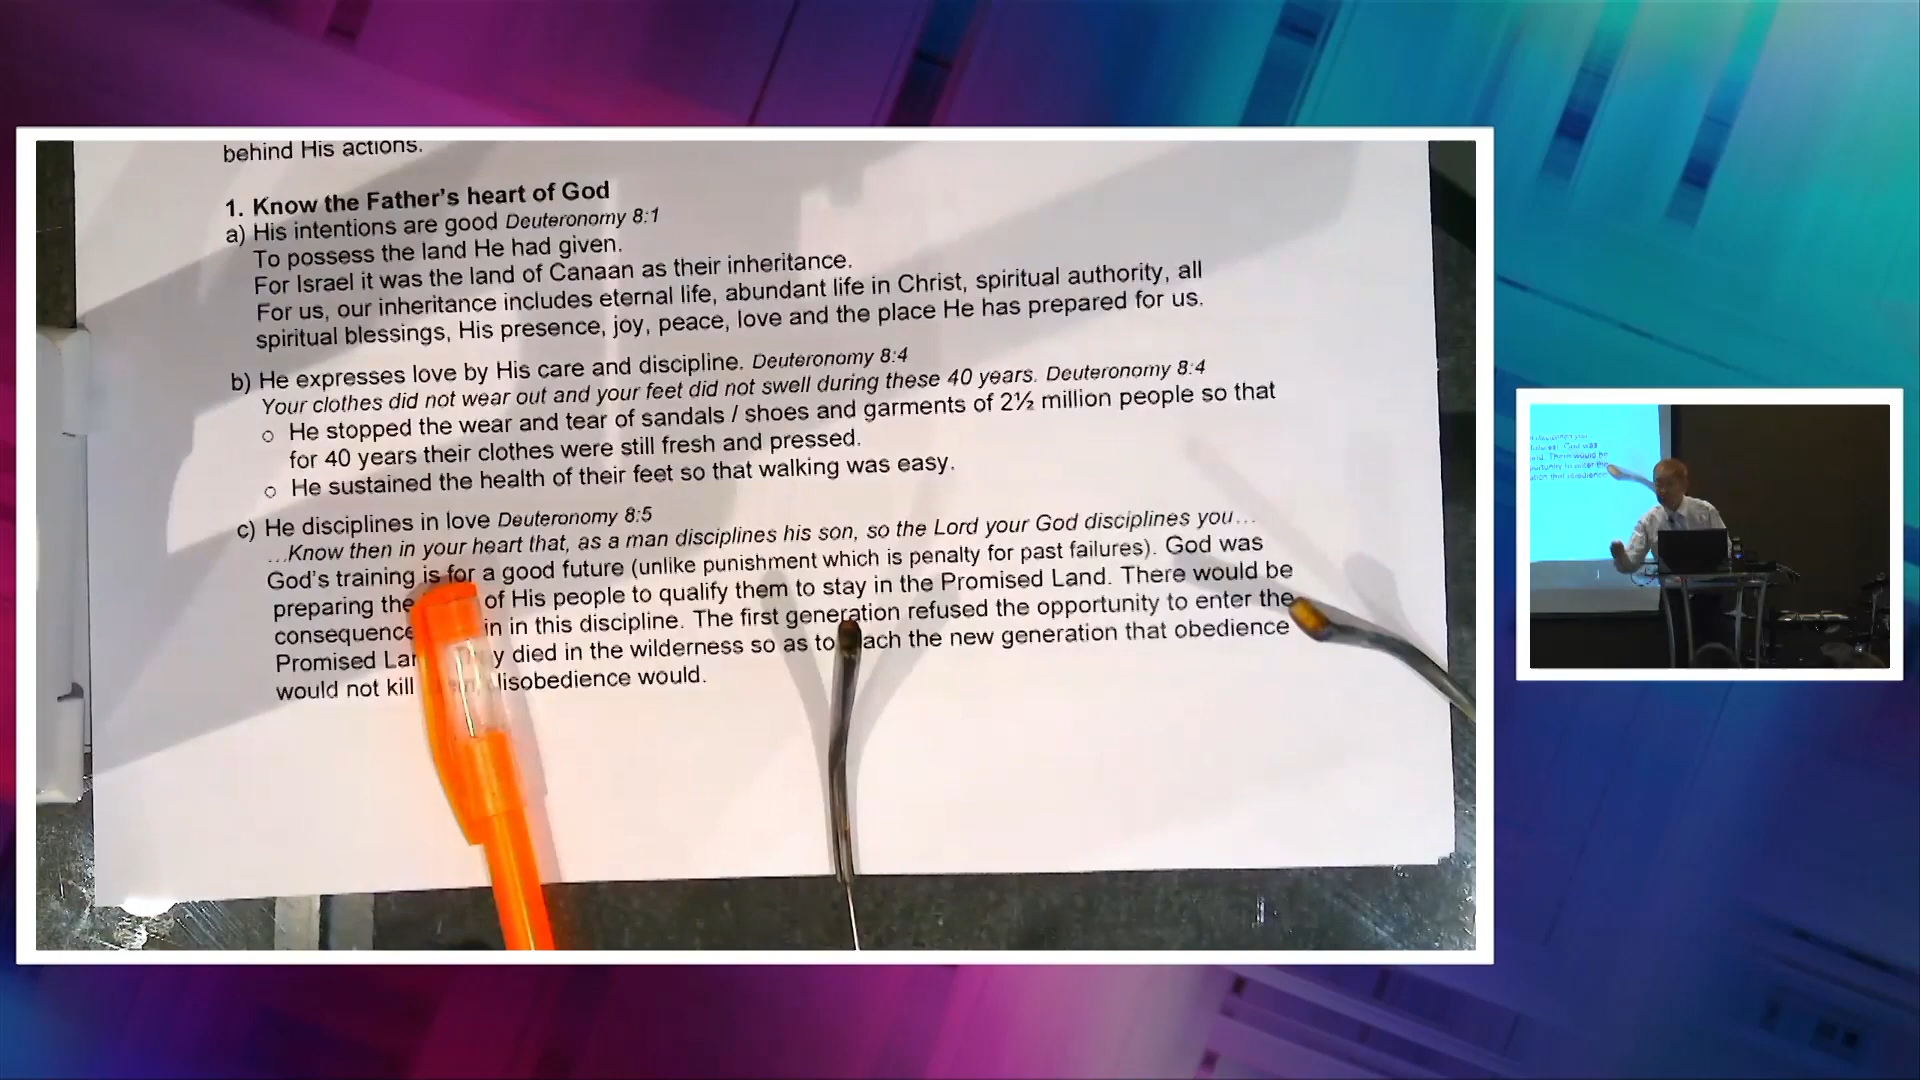 behind His actions.
1. Know the Father's heart of God
a) His intentions are good Deuteronomy 8:1
To possess the land He had given.
For Israel it was the land of Canaan as their inheritance.
For us, our inheritance includes eternal life, abundant life in Christ, spiritual authority, all
spiritual blessings, His presence, joy, peace, love and the place He has prepared for us.
b) He expresses love by His care and discipline. Deuteronomy 8:4
Your clothes did not wear out and your feet did not swell during these 40 years. Deuteronomy 8:4
o He stopped the wear and tear of sandals / shoes and garments of 2½ million people so that
for 40 years their clothes were still fresh and pressed.
o He sustained the health of their feet so that walking was easy.
c) He disciplines in love Deuteronomy 8:5
...Know then in your heart that, as a man disciplines his son, so the Lord your God disciplines you...
God's training is for a good future (unlike punishment which is penalty for past failures). God was
preparing the of His people to qualify them to stay in the Promised Land. There would be
in this discipline. The first generation refused the opportunity to enter the
Promised died in the wilderness so as to the new generation that obedience
would not kill disobedience would.